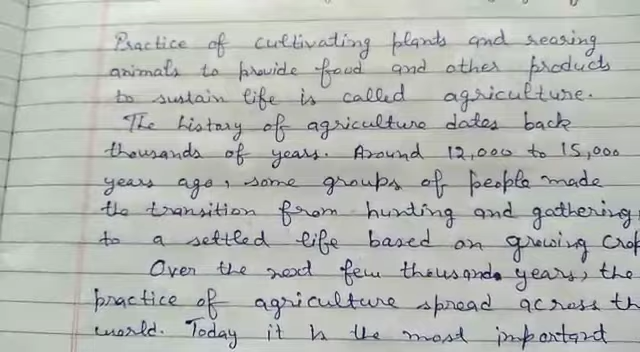 Practice of cultivating plants and rearing
animals to provide food and other products
to sustain life is called agriculture.
The history of agriculture dates back
thousands of years. Around 12,000 to 15,000
years ago, some groups of people made
the transition from hunting and gathering
to a settled life based on growing crop
Over the next few thousands years, the
practice of agriculture spread across th
world. Today it is the most important